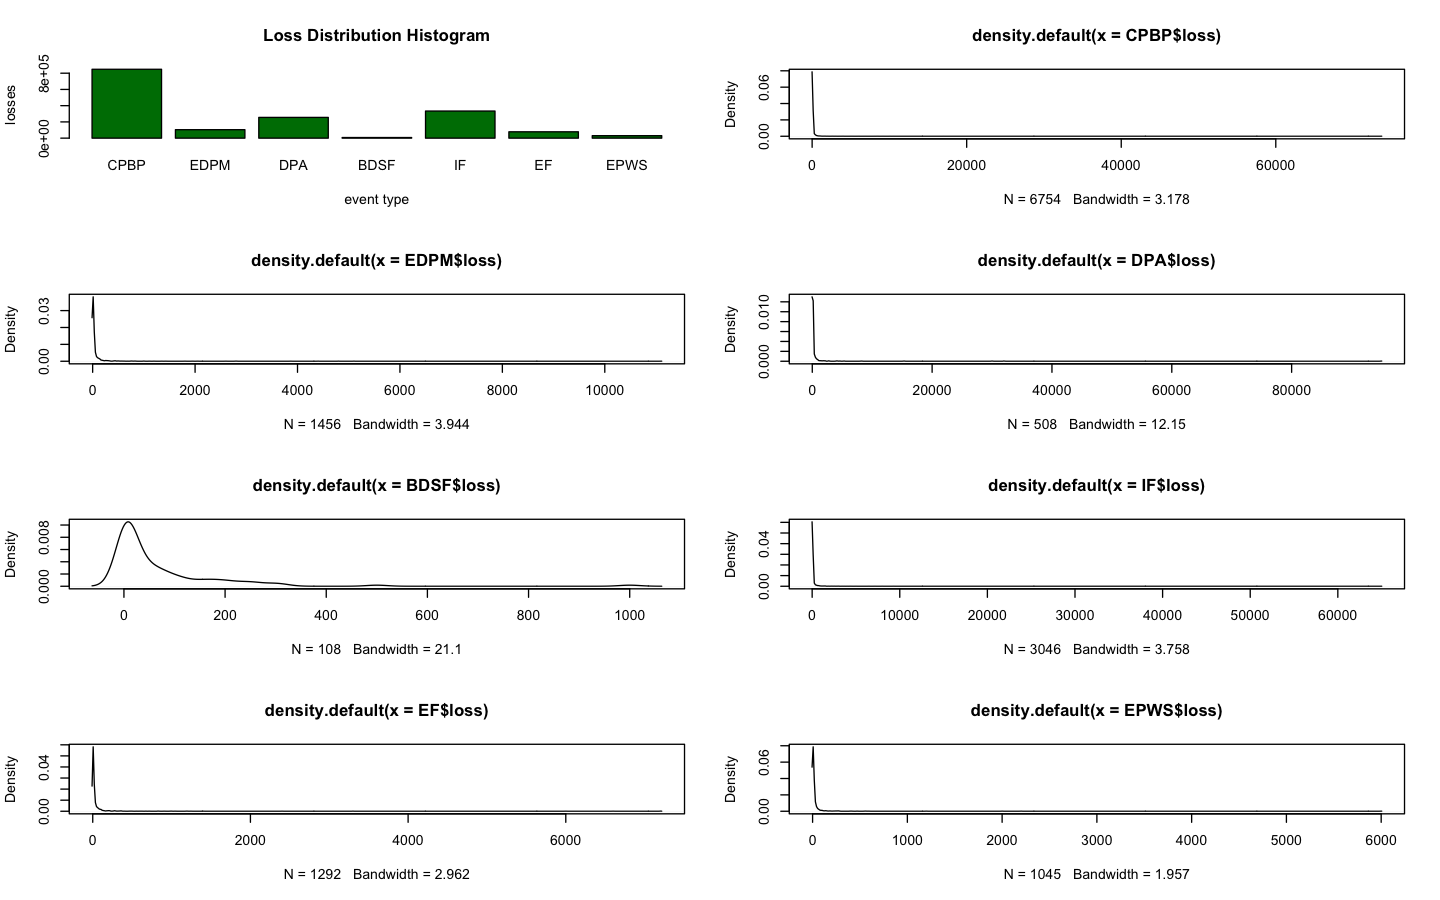 Loss Distribution Histogram
losses
0e+00 8e+05
CPBP EDPM DPA BDSF IF EF EPWS
event type
density.default(x = CPBP$loss)
Density
0.00 0.06
0 20000 40000 60000
N = 6754 Bandwidth = 3.178
density.default(x = EDPM$loss)
Density
0.00 0.03
0 2000 4000 6000 8000 10000
N = 1456 Bandwidth = 3.944
density.default(x = DPA$loss)
Density
0.000 0.010
0 20000 40000 60000 80000
N = 508 Bandwidth = 12.15
density.default(x = BDSF$loss)
Density
0.000 0.008
0 200 400 600 800 1000
N = 108 Bandwidth = 21.1
density.default(x = IF$loss)
Density
0.00 0.04
0 10000 20000 30000 40000 50000 60000
N = 3046 Bandwidth = 3.758
density.default(x = EF$loss)
Density
0.00 0.04
0 2000 4000 6000
N = 1292 Bandwidth = 2.962
density.default(x = EPWS$loss)
Density
0.00 0.06
0 1000 2000 3000 4000 5000 6000
N = 1045 Bandwidth = 1.957